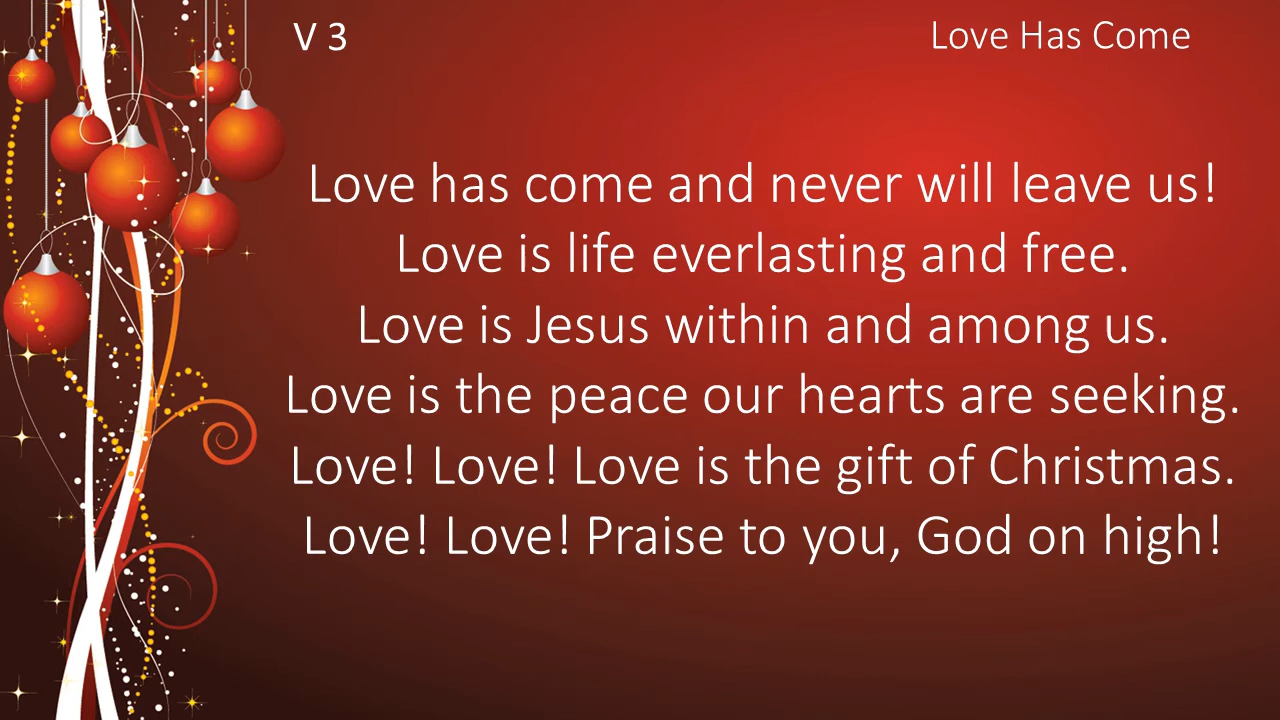 V 3
Love Has Come
Love has come and never will leave us!
Love is life everlasting and free.
Love is Jesus within and among us.
Love is the peace our hearts are seeking.
Love! Love! Love is the gift of Christmas.
Love! Love! Praise to you, God on high!